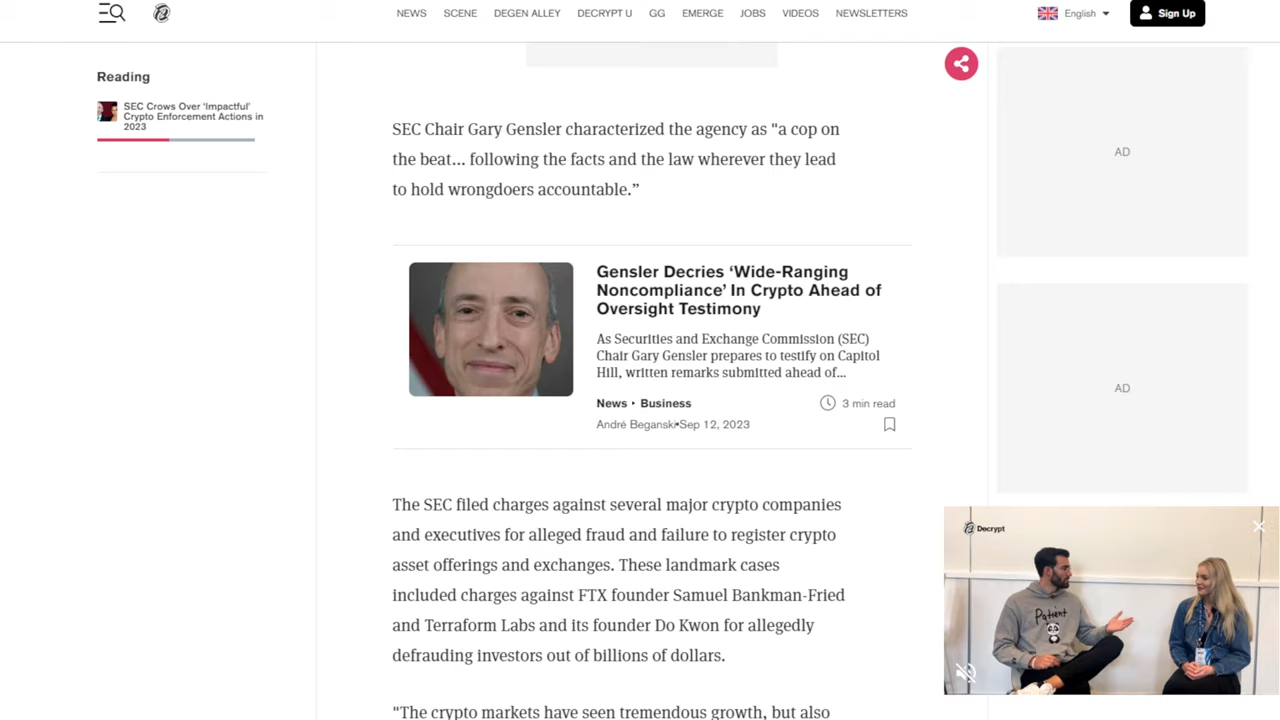 NEWS SCENE DEGEN ALLEY DECRYPT U GG EMERGE JOBS VIDEOS NEWSLETTERS English Sign Up
Reading
SEC Crows Over ‘Impactful’
Crypto Enforcement Actions in
2023
SEC Chair Gary Gensler characterized the agency as "a cop on
the beat... following the facts and the law wherever they lead
to hold wrongdoers accountable.”
Gensler Decries ‘Wide-Ranging
Noncompliance’ In Crypto Ahead of
Oversight Testimony
As Securities and Exchange Commission (SEC)
Chair Gary Gensler prepares to testify on Capitol
Hill, written remarks submitted ahead of...
News • Business 3 min read
André Beganski•Sep 12, 2023
The SEC filed charges against several major crypto companies
and executives for alleged fraud and failure to register crypto
asset offerings and exchanges. These landmark cases
included charges against FTX founder Samuel Bankman-Fried
and Terraform Labs and its founder Do Kwon for allegedly
defrauding investors out of billions of dollars.
"The crypto markets have seen tremendous growth, but also
AD
AD
Decrypt
Patient